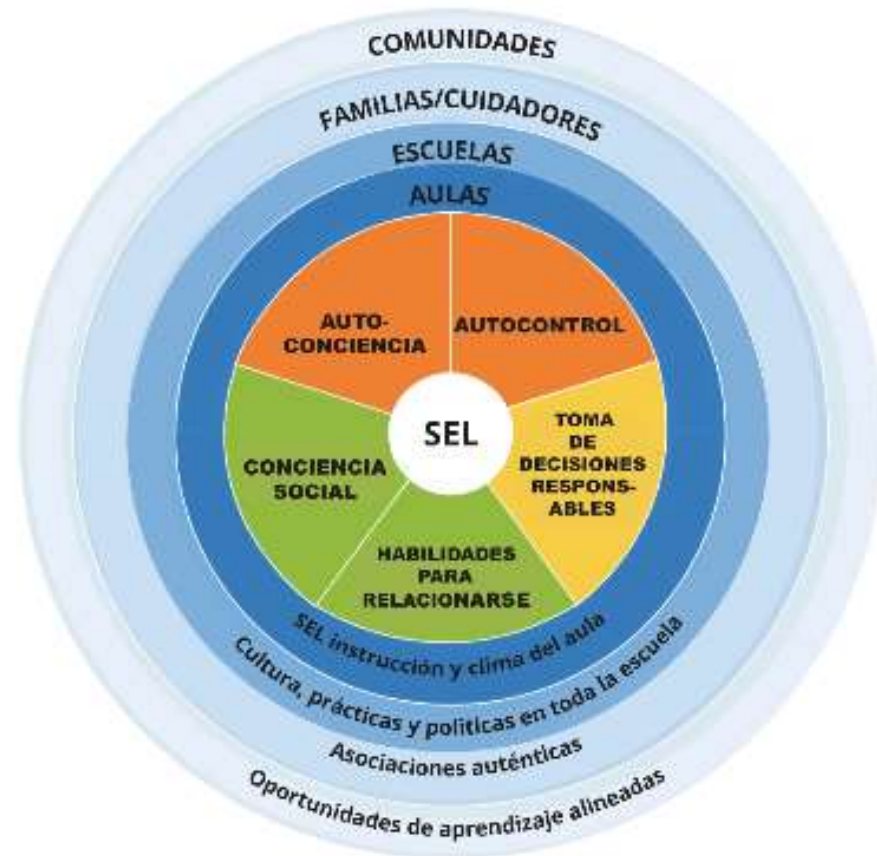 COMUNIDADES
FAMILIAS/CUIDADORES
ESCUELAS
AULAS
AUTO-
CONCIENCIA
AUTOCONTROL
SEL
TOMA
DE
DECISIONES
RESPONS-
ABLES
CONCIENCIA
SOCIAL
HABILIDADES
PARA
RELACIONARSE
SEL instrucción y clima del aula
Cultura, prácticas y políticas en toda la escuela
Asociaciones auténticas
Oportunidades de aprendizaje alineadas